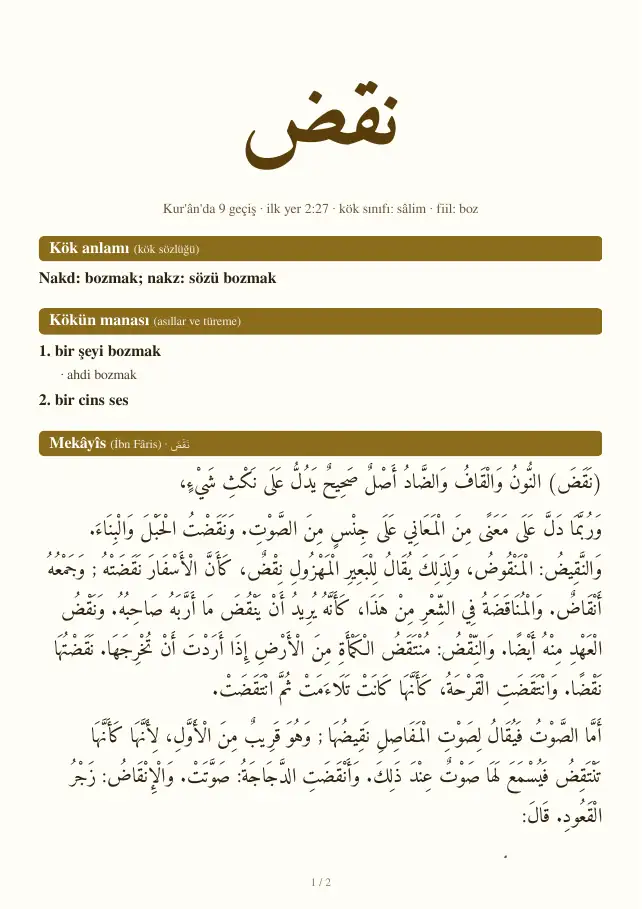 نقض
Kur'ân'da 9 geçiş · ilk yer 2:27 · kök sınıfı: sâlim · fiil: boz
Kök anlamı (kök sözlüğü)
Nakd: bozmak; nakz: sözü bozmak
Kökün manası (asıllar ve türeme)
1. bir şeyi bozmak
· ahdi bozmak
2. bir cins ses
Mekâyîs (İbn Fâris) · نَقَضَ
(نَقَضَ) النُّونُ وَالْقَافُ وَالضَّادُ أَصْلٌ صَحِيحٌ يَدُلُّ عَلَى نَكْثِ شَيْءٍ،
وَرُبَّمَا دَلَّ عَلَى مَعْنًى مِنَ الْمَعَانِي عَلَى جِنْسٍ مِنَ الصَّوْتِ. وَنَقَضْتُ الْحَبْلَ وَالْبِنَاءَ.
وَالنَّقِيضُ: الْمَنْقُوضُ، وَلِذَلِكَ يُقَالُ لِلْبَعِيرِ الْمَهْزُولِ نِقْضٌ، كَأَنَّ الْأَسْفَارَ نَقَضَتْهُ ; وَجَمْعُهُ
أَنْقَاضٌ. وَالْمُنَاقَضَةُ فِي الشِّعْرِ مِنْ هَذَا، كَأَنَّهُ يُرِيدُ أَنْ يَنْقُضَ مَا أَرَّبَهُ صَاحِبُهُ. وَنَقْضُ
الْعَهْدِ مِنْهُ أَيْضًا. وَالنِّقْضُ: مُنْتَقَضُ الْكَمْأَةِ مِنَ الْأَرْضِ إِذَا أَرَدْتَ أَنْ تُخْرِجَهَا. نَقَضْتُهَا
نَقْضًا. وَانْتَقَضَتِ الْقَرْحَةُ، كَأَنَّهَا كَانَتْ تَلَاءَمَتْ ثُمَّ انْتَقَضَتْ.
أَمَّا الصَّوْتُ فَيُقَالُ لِصَوْتِ الْمَفَاصِلِ نَقِيضُهَا ; وَهُوَ قَرِيبٌ مِنَ الْأَوَّلِ، لِأَنَّهَا كَأَنَّهَا
تَنْتَقِضُ فَيُسْمَعَ لَهَا صَوْتٌ عِنْدَ ذَلِكَ. وَأَنْقَضَتِ الدَّجَاجَةُ: صَوَّتَتْ. وَالْإِنْقَاضُ: زَجْرُ
الْقَعُودِ. قَالَ:
1 / 2